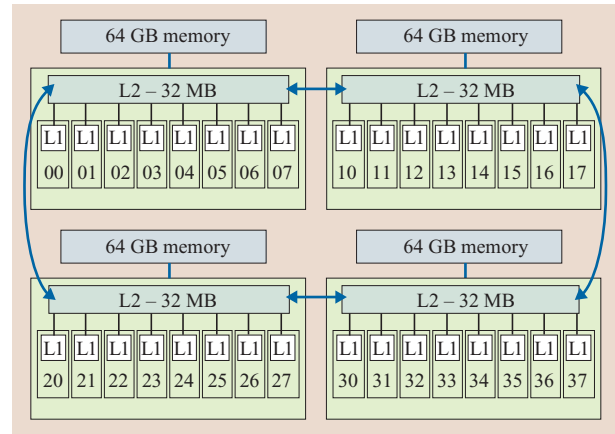 64 GB memory 64 GB memory
L2 – 32 MB L2 – 32 MB
L1 L1 L1 L1 L1 L1 L1 L1 L1 L1 L1 L1 L1 L1 L1 L1
00 01 02 03 04 05 06 07 10 11 12 13 14 15 16 17
64 GB memory 64 GB memory
L2 – 32 MB L2 – 32 MB
L1 L1 L1 L1 L1 L1 L1 L1 L1 L1 L1 L1 L1 L1 L1 L1
20 21 22 23 24 25 26 27 30 31 32 33 34 35 36 37